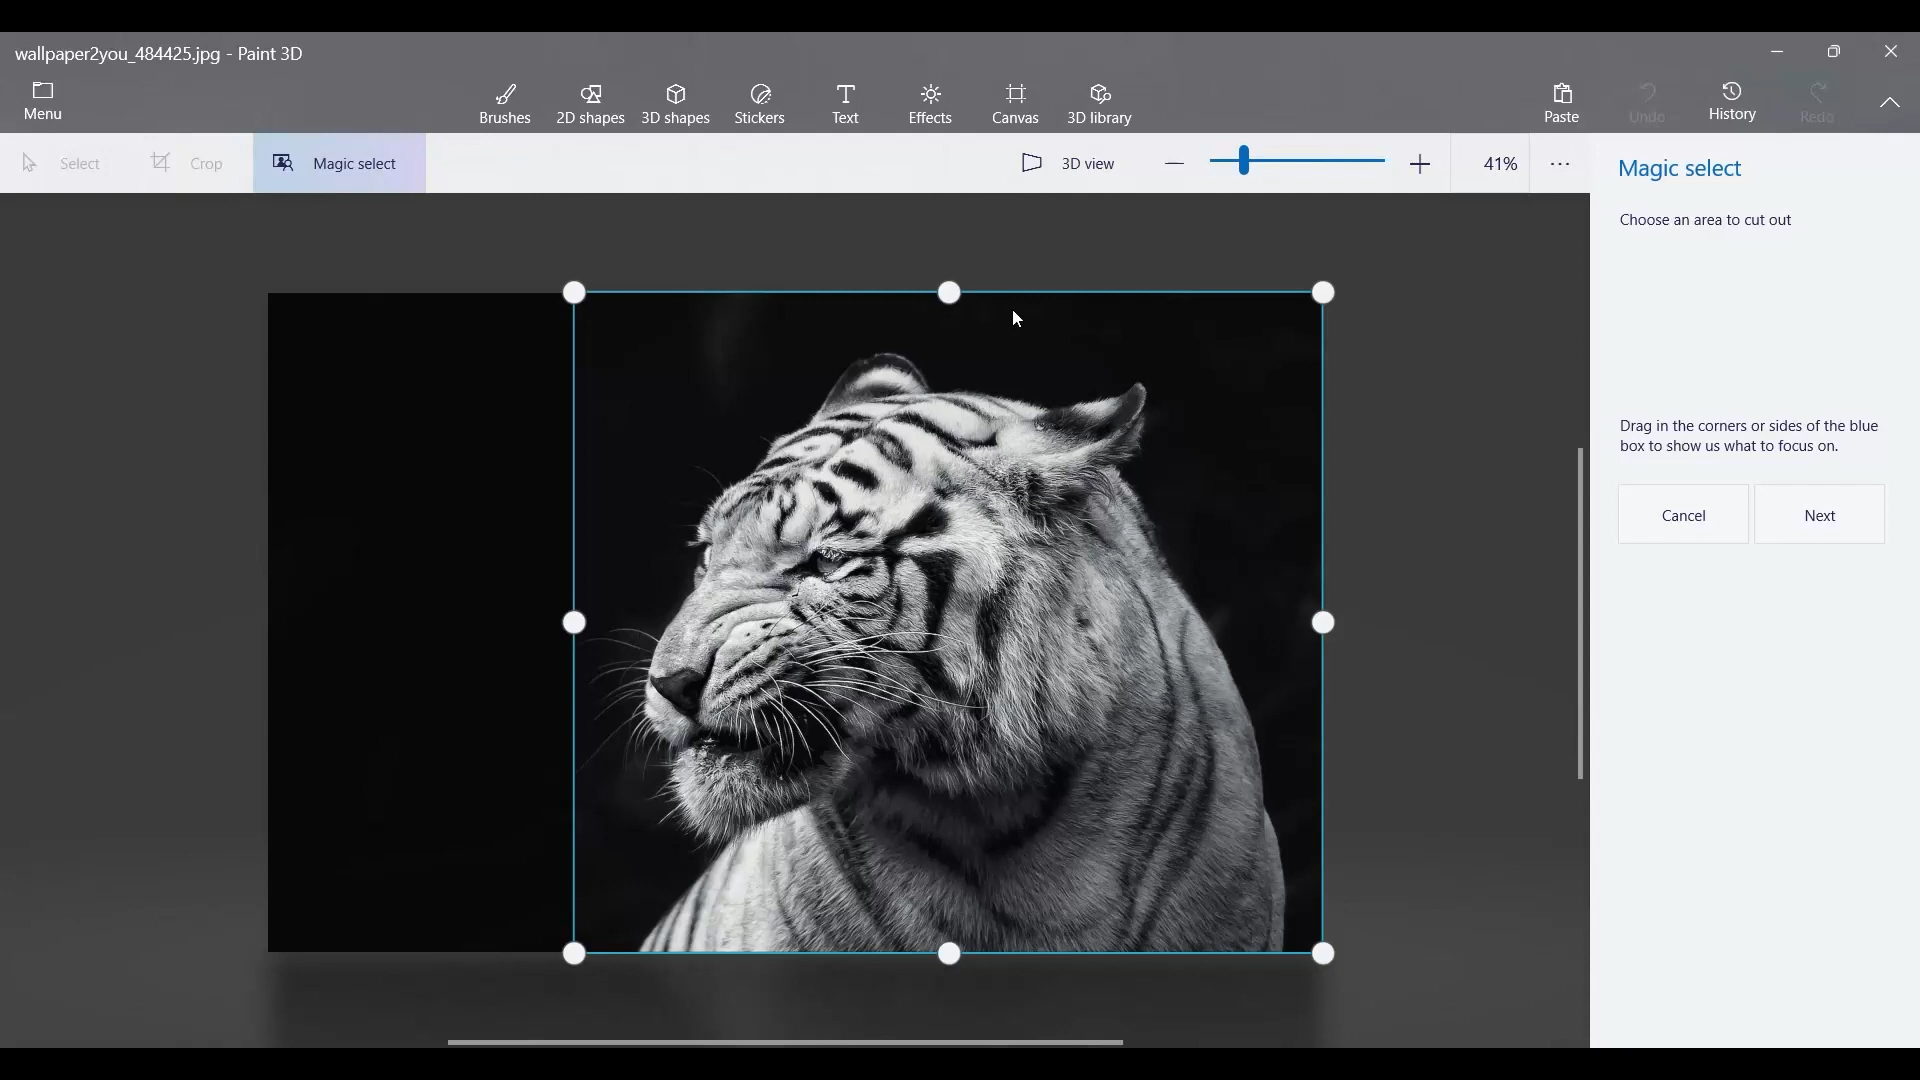 wallpaper2you_484425.jpg - Paint 3D
Menu
Brushes
2D shapes
3D shapes
Stickers
Text
Effects
Canvas
3D library
Paste
Undo
History
Redo
Select
Crop
Magic select
3D view
41%
Magic select
Choose an area to cut out
Drag in the corners or sides of the blue
box to show us what to focus on.
Cancel
Next